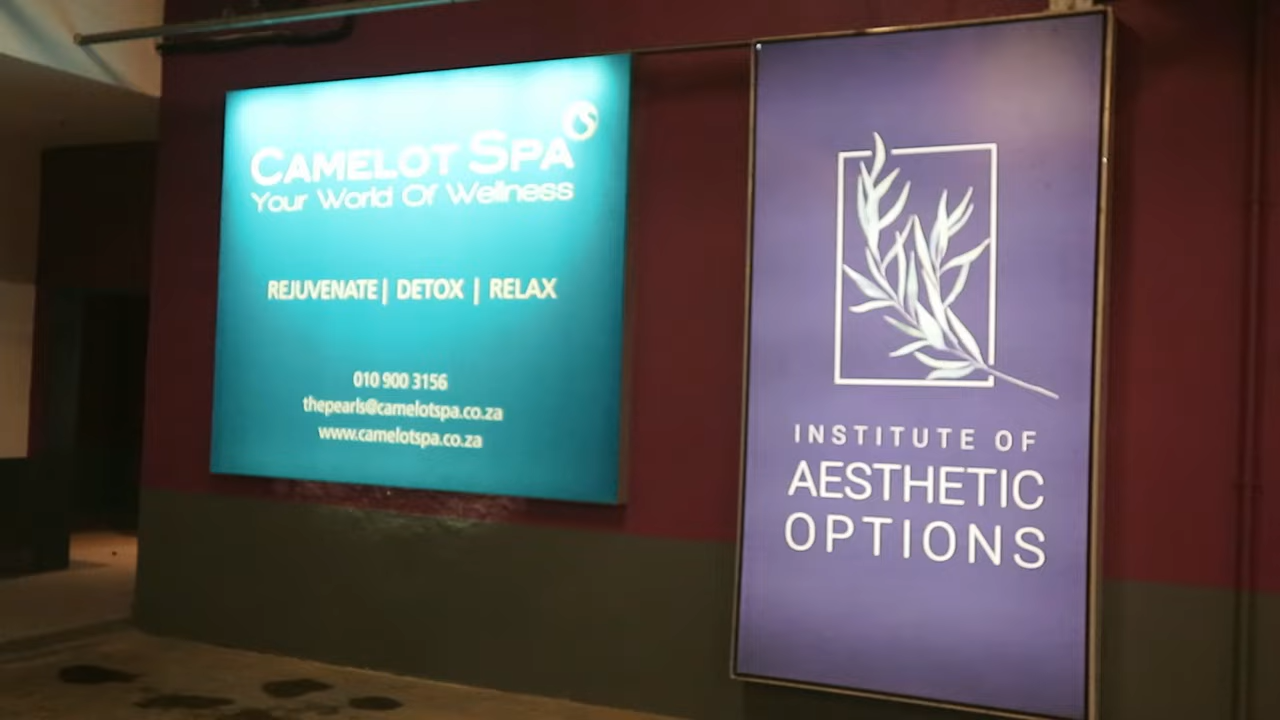 CAMELOT SPA
Your World Of Wellness
REJUVENATE | DETOX | RELAX
010 900 3156
thepearls@camelotspa.co.za
www.camelotspa.co.za
INSTITUTE OF
AESTHETIC
OPTIONS